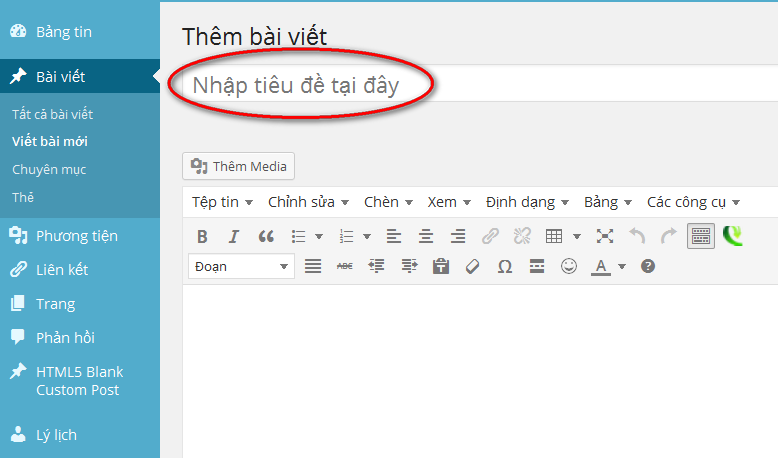 Bảng tin
Bài viết
Tất cả bài viết
Viết bài mới
Chuyên mục
Thẻ
Phương tiện
Liên kết
Trang
Phản hồi
HTML5 Blank
Custom Post
Lý lịch
Thêm bài viết
Nhập tiêu đề tại đây
Thêm Media
Tệp tin Chỉnh sửa Chèn Xem Định dạng Bảng Các công cụ
B I
Đoạn ABC Ω A